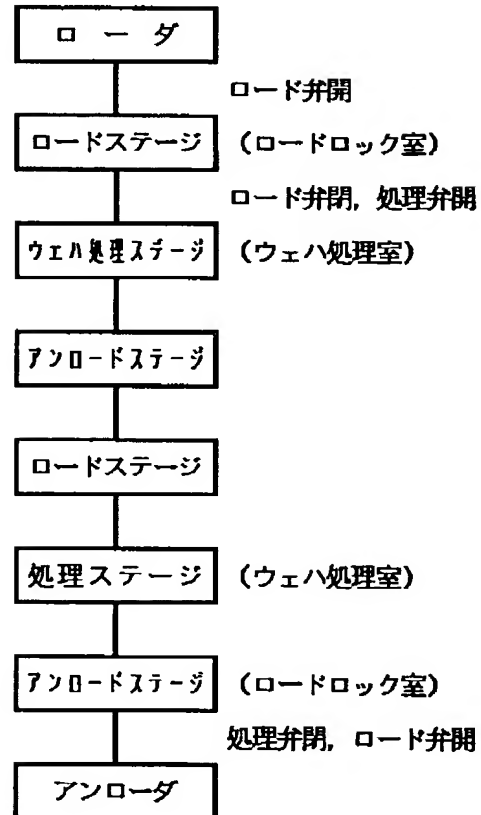 ローダ
ロード弁開
ロードステージ (ロードロック室)
ロード弁閉, 処理弁開
ウェハ処理ステージ (ウェハ処理室)
アンロードステージ
ロードステージ
処理ステージ (ウェハ処理室)
アンロードステージ (ロードロック室)
処理弁閉, ロード弁開
アンローダ